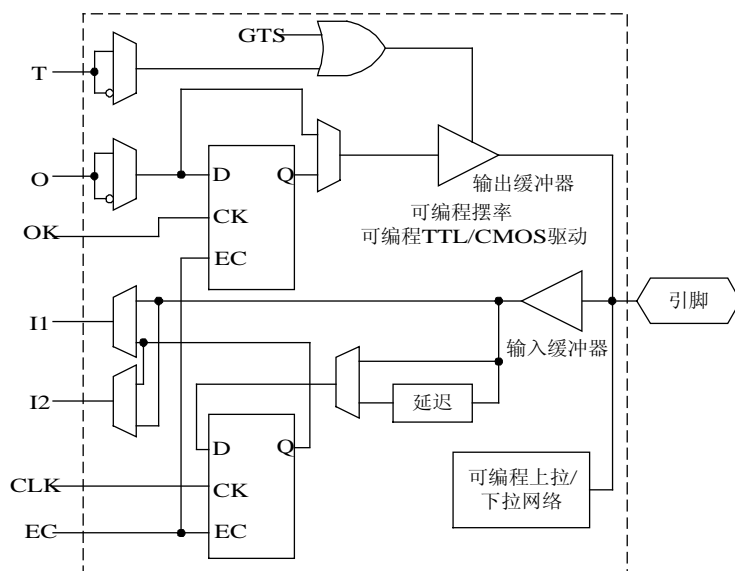 GTS
T
O
D
Q
输出缓冲器
OK
CK
可编程摆率
可编程TTL/CMOS驱动
EC
I1
引脚
输入缓冲器
I2
延迟
D
Q
可编程上拉/
下拉网络
CLK
CK
EC
EC